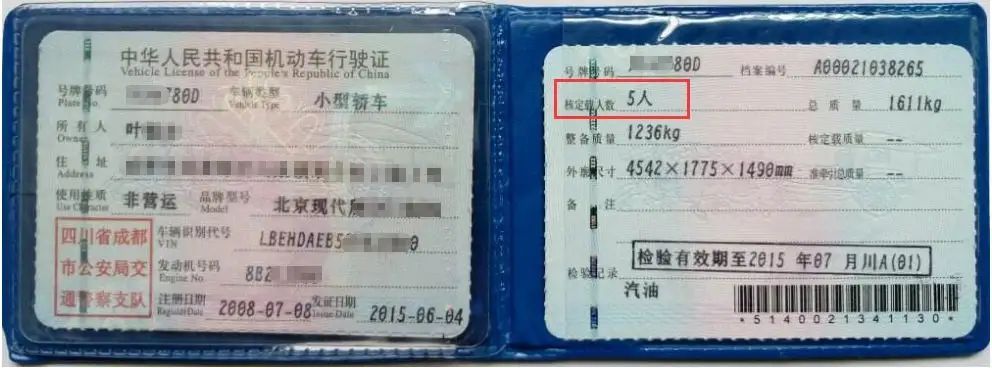 中华人民共和国机动车行驶证
Vehicle License of the People's Republic of China
号牌号码 780D 车辆类型 小型轿车
Plate No. Vehicle Type
所有人 叶
Owner
住址
Address
使用性质 非营运 品牌型号 北京现代
Use Character Model
四川省成都
市公安局交
通警察支队
车辆识别代号 LBEHDAEB5 0
VIN
发动机号码 8B2
Engine No.
注册日期 2008-07-08 发证日期 2015-06-04
Register Date Issue Date
号牌号码 80D 档案编号 A00021038265
核定载人数 5人 总质量 1611kg
整备质量 1236kg 核定载质量 --
外廓尺寸 4542×1775×1490mm 准牵引总质量 --
备注
检验有效期至2015年07月川A(01)
检验记录
汽油
*5140021341130*